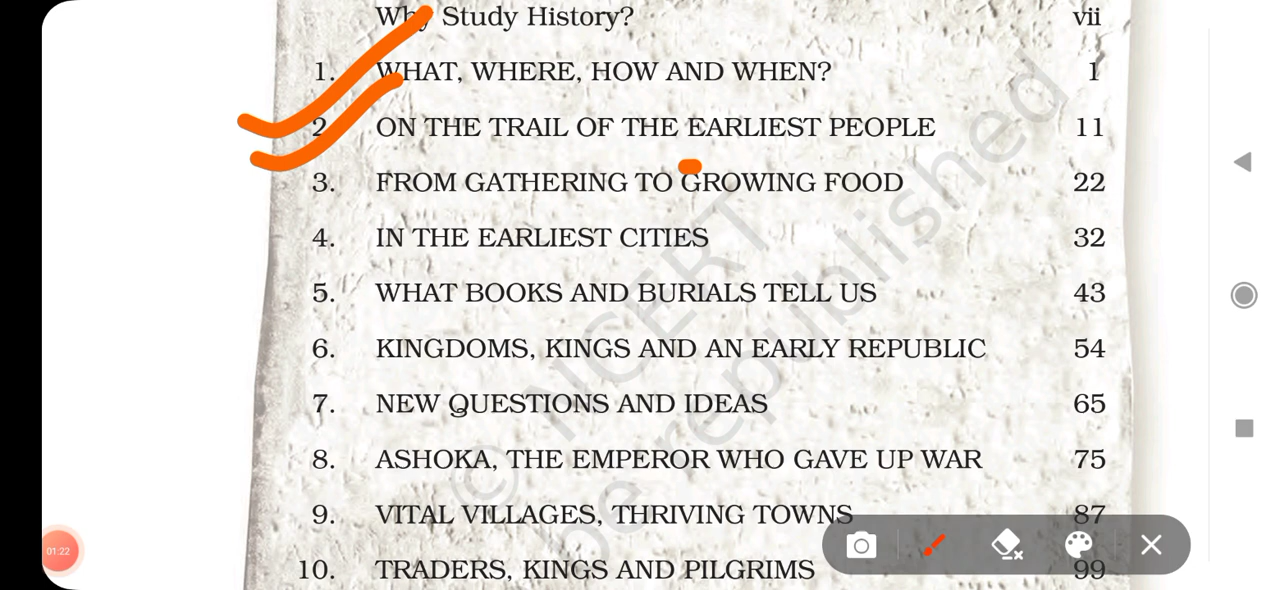 Why Study History? vii
1. WHAT, WHERE, HOW AND WHEN? 1
2. ON THE TRAIL OF THE EARLIEST PEOPLE 11
3. FROM GATHERING TO GROWING FOOD 22
4. IN THE EARLIEST CITIES 32
5. WHAT BOOKS AND BURIALS TELL US 43
6. KINGDOMS, KINGS AND AN EARLY REPUBLIC 54
7. NEW QUESTIONS AND IDEAS 65
8. ASHOKA, THE EMPEROR WHO GAVE UP WAR 75
9. VITAL VILLAGES, THRIVING TOWNS 87
10. TRADERS, KINGS AND PILGRIMS 99
© NCERT
be republished
01:22